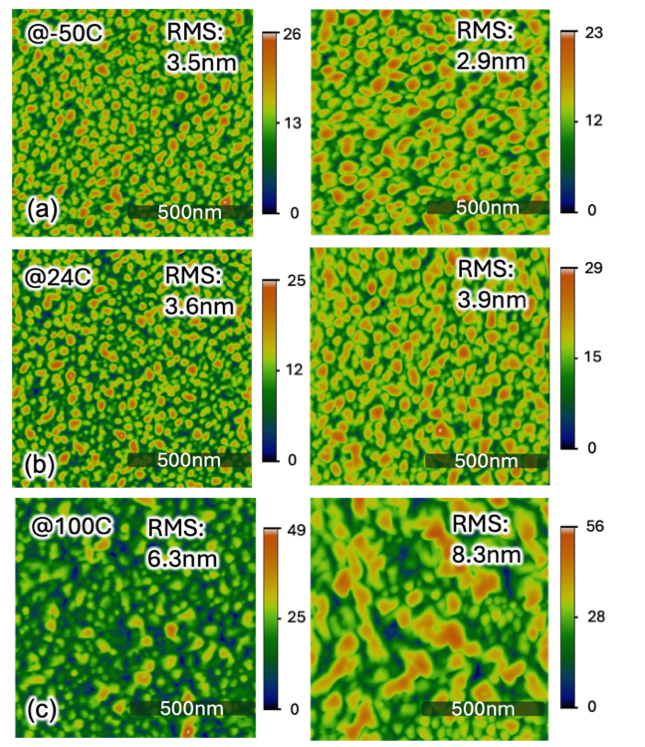 @-50C
RMS:
3.5nm
26
13
0
(a)
500nm
RMS:
2.9nm
23
12
0
500nm
@24C
RMS:
3.6nm
25
12
0
(b)
500nm
RMS:
3.9nm
29
15
0
500nm
@100C
RMS:
6.3nm
49
25
0
(c)
500nm
RMS:
8.3nm
56
28
0
500nm